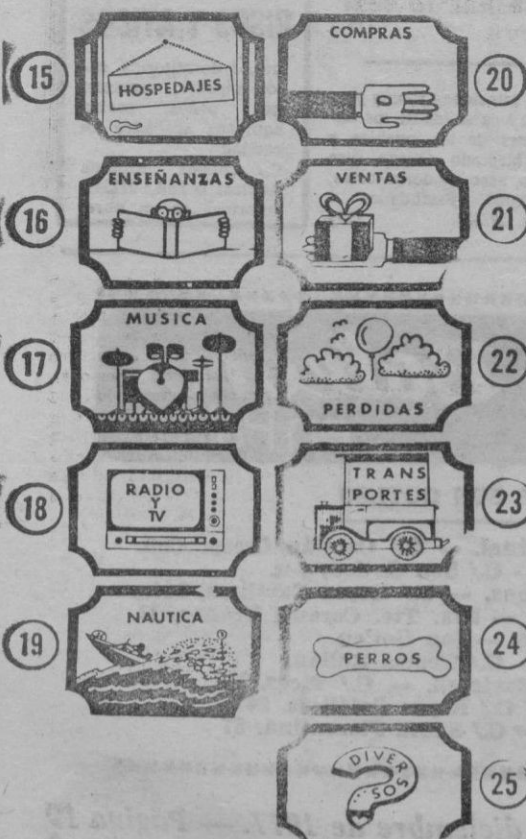 15
HOSPEDAJES
16
ENSEÑANZAS
17
MUSICA
18
RADIO
Y
TV
19
NAUTICA
20
COMPRAS
21
VENTAS
22
PERDIDAS
23
TRANS
PORTES
24
PERROS
25
DIVER
SOS